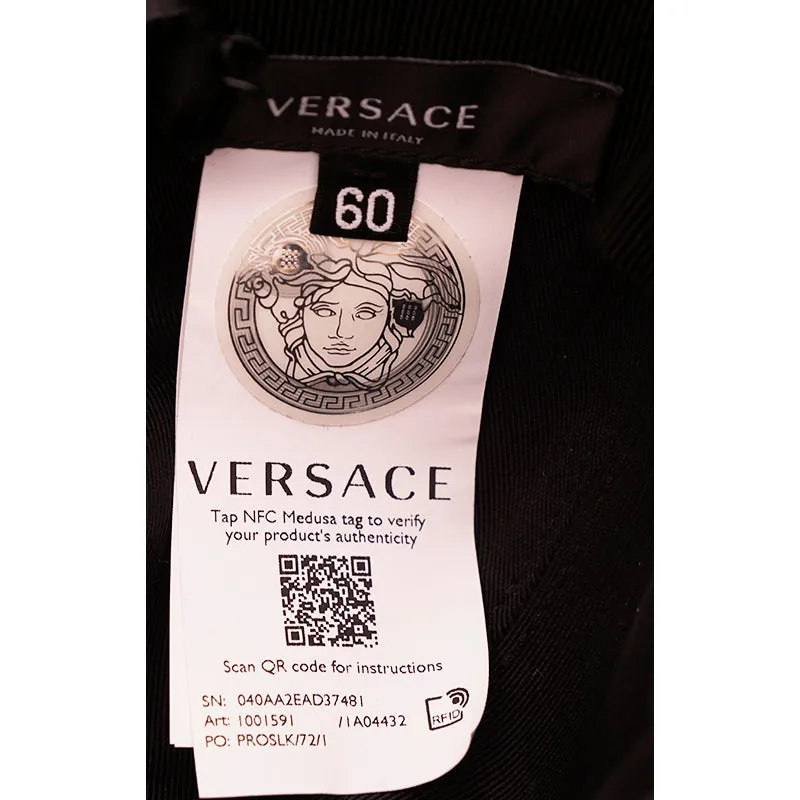 VERSACE
MADE IN ITALY
60
VERSACE
Tap NFC Medusa tag to verify
your product's authenticity
Scan QR code for instructions
SN: 040AA2EAD37481
Art: 1001591 /1A04432
PO: PROSLK/72/1
RFID